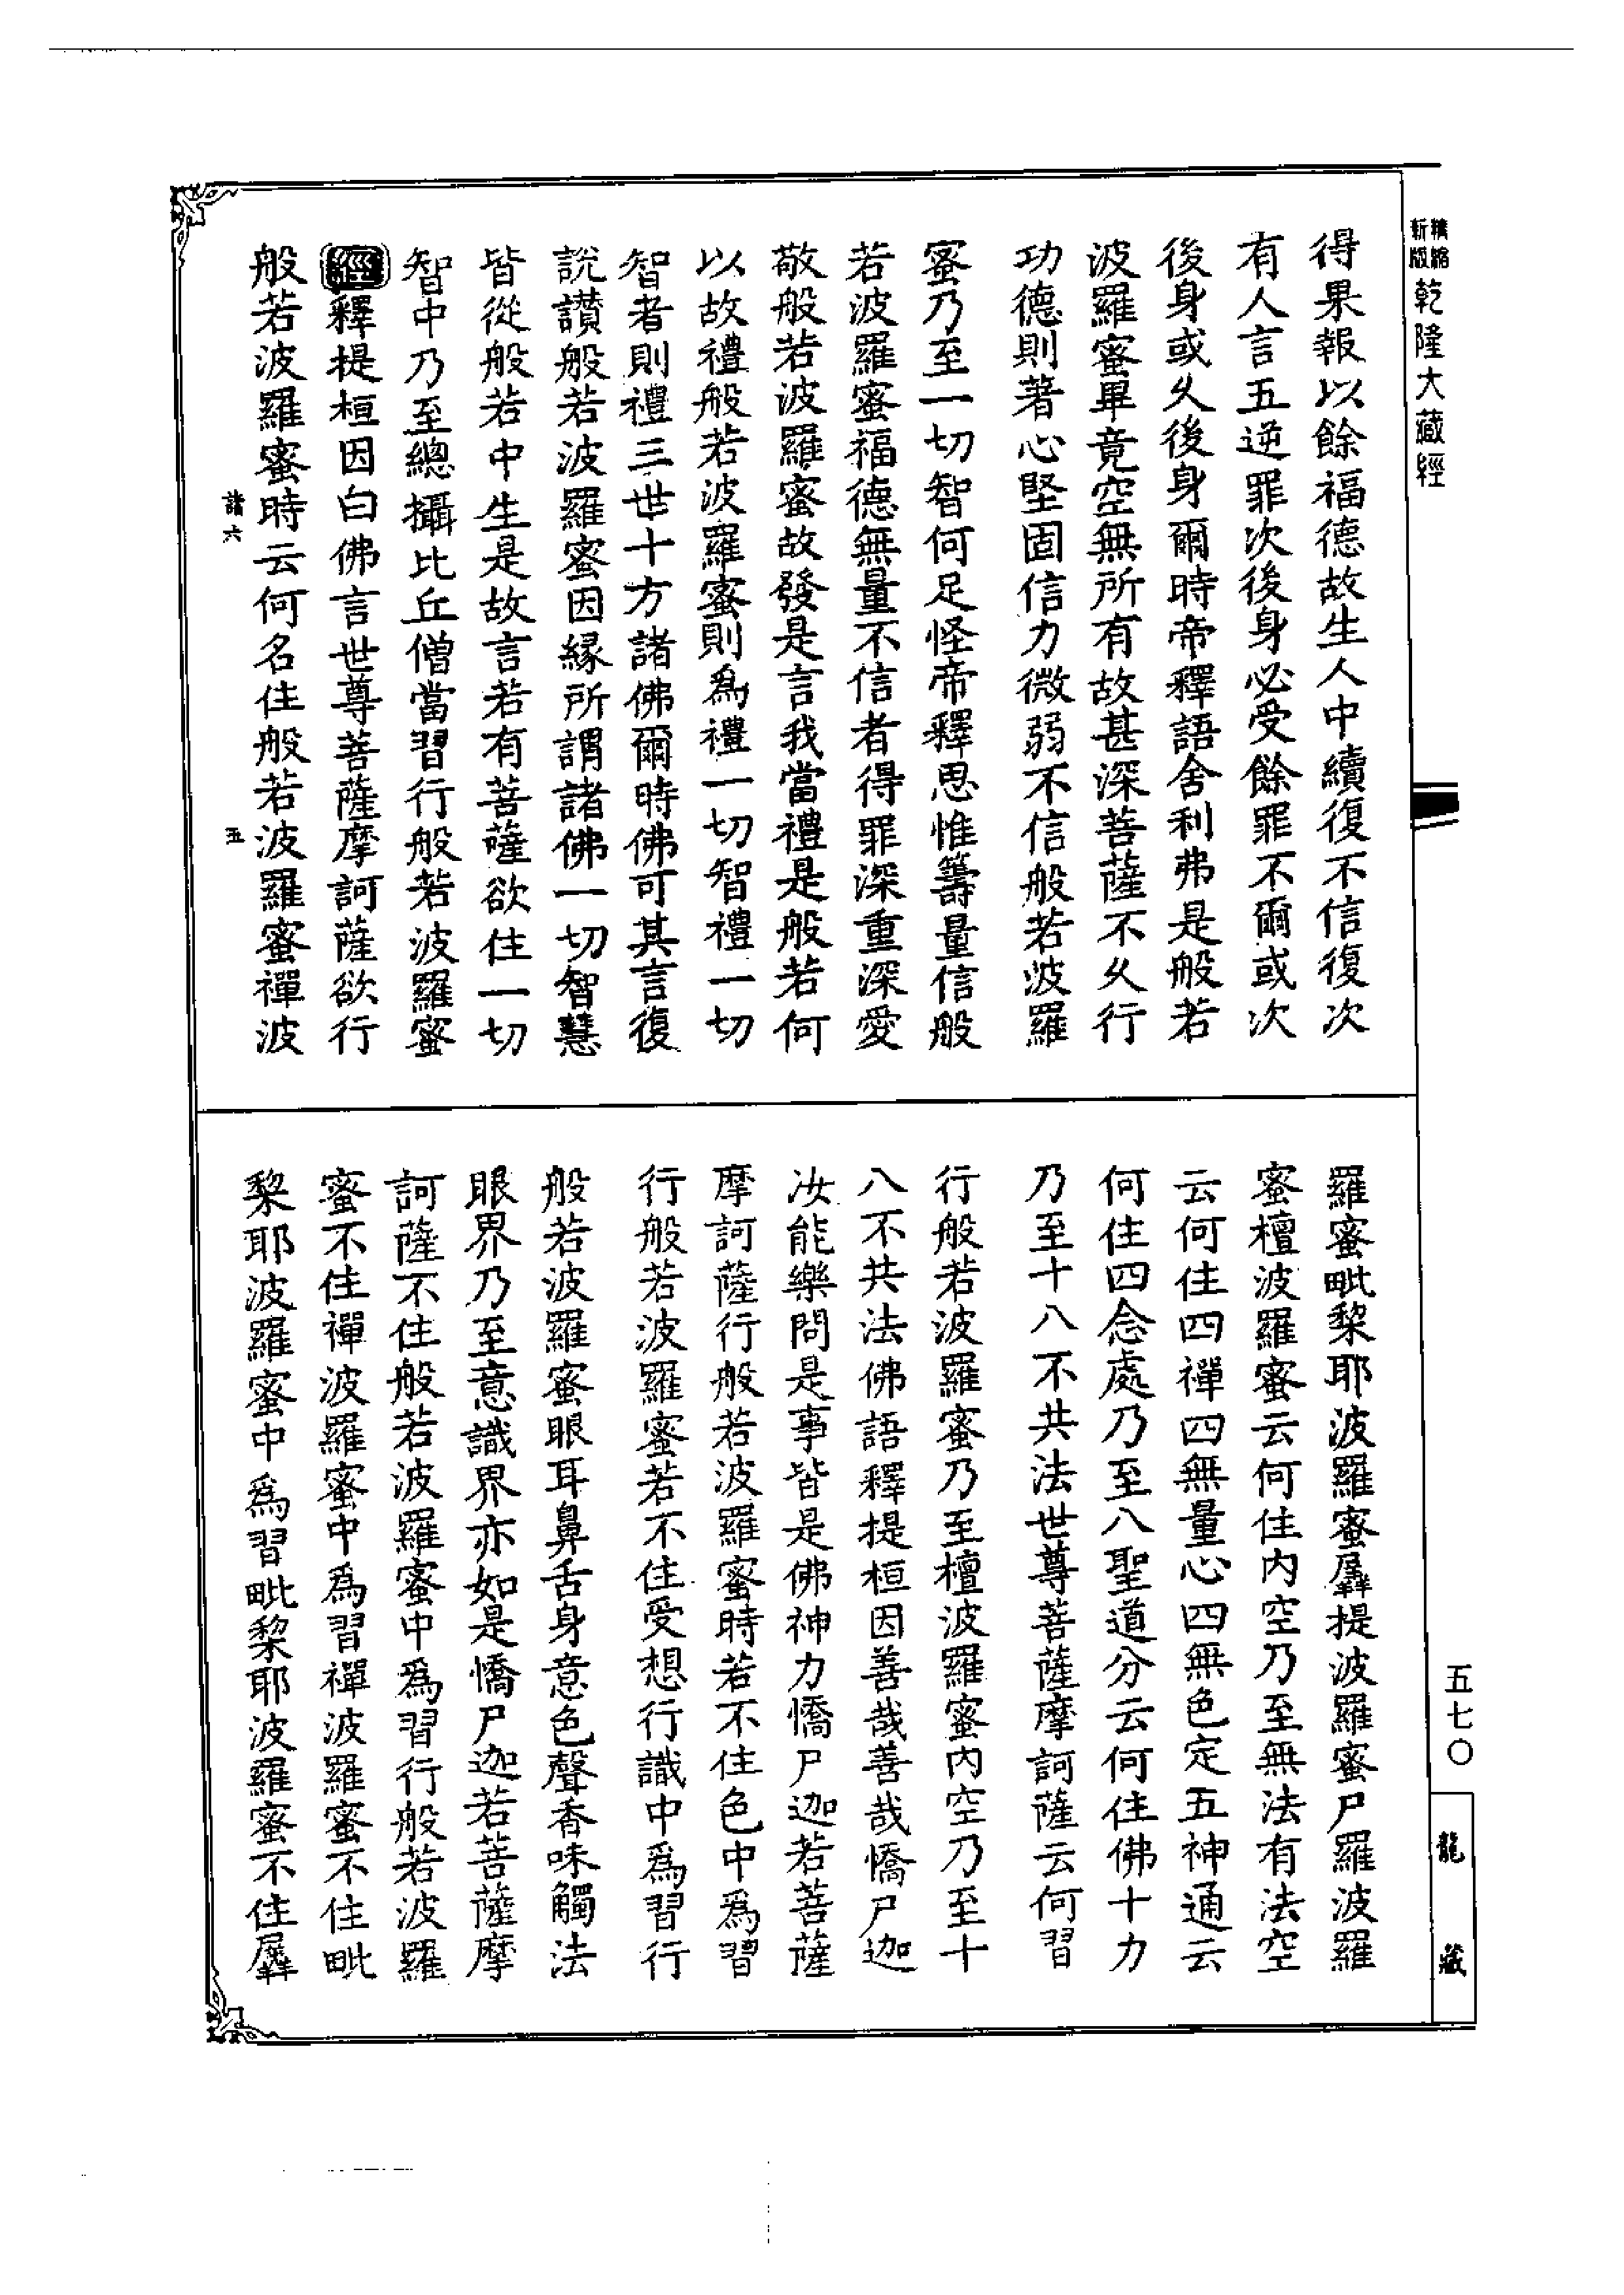 精縮
新版
乾隆大藏經
得果報以餘福德故生人中續復不信復次
有人言五逆罪次後身必受餘罪不爾或次
後身或久後身爾時帝釋語舍利弗是般若
波羅蜜畢竟空無所有故甚深菩薩不久行
功德則著心堅固信力微弱不信般若波羅
蜜乃至一切智何足怪帝釋思惟籌量信般
若波羅蜜福德無量不信者得罪深重深愛
敬般若波羅蜜故發是言我當禮是般若何
以故禮般若波羅蜜則為禮一切智禮一切
智者則禮三世十方諸佛爾時佛可其言復
說讚般若波羅蜜因緣所謂諸佛一切智慧
皆從般若中生是故言若有菩薩欲住一切
智中乃至總攝比丘僧當習行般若波羅蜜
經釋提桓因白佛言世尊菩薩摩訶薩欲行
般若波羅蜜時云何名住般若波羅蜜禪波
諸六
五
羅蜜毗黎耶波羅蜜羼提波羅蜜尸羅波羅
蜜檀波羅蜜云何住內空乃至無法有法空
云何住四禪四無量心四無色定五神通云
何住四念處乃至八聖道分云何住佛十力
乃至十八不共法世尊菩薩摩訶薩云何習
行般若波羅蜜乃至檀波羅蜜內空乃至十
八不共法佛語釋提桓因善哉善哉憍尸迦
汝能樂問是事皆是佛神力憍尸迦若菩薩
摩訶薩行般若波羅蜜時若不住色中為習
行般若波羅蜜若不住受想行識中為習行
般若波羅蜜眼耳鼻舌身意色聲香味觸法
眼界乃至意識界亦如是憍尸迦若菩薩摩
訶薩不住般若波羅蜜中為習行般若波羅
蜜不住禪波羅蜜中為習禪波羅蜜不住毗
黎耶波羅蜜中為習毗黎耶波羅蜜不住羼
五七〇
龍藏